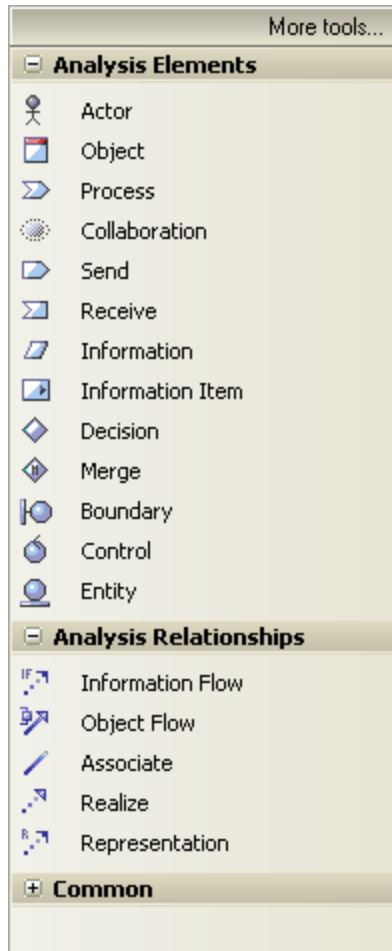 More tools...
Analysis Elements
Actor
Object
Process
Collaboration
Send
Receive
Information
Information Item
Decision
Merge
Boundary
Control
Entity
Analysis Relationships
IF Information Flow
Object Flow
Associate
Realize
R Representation
Common